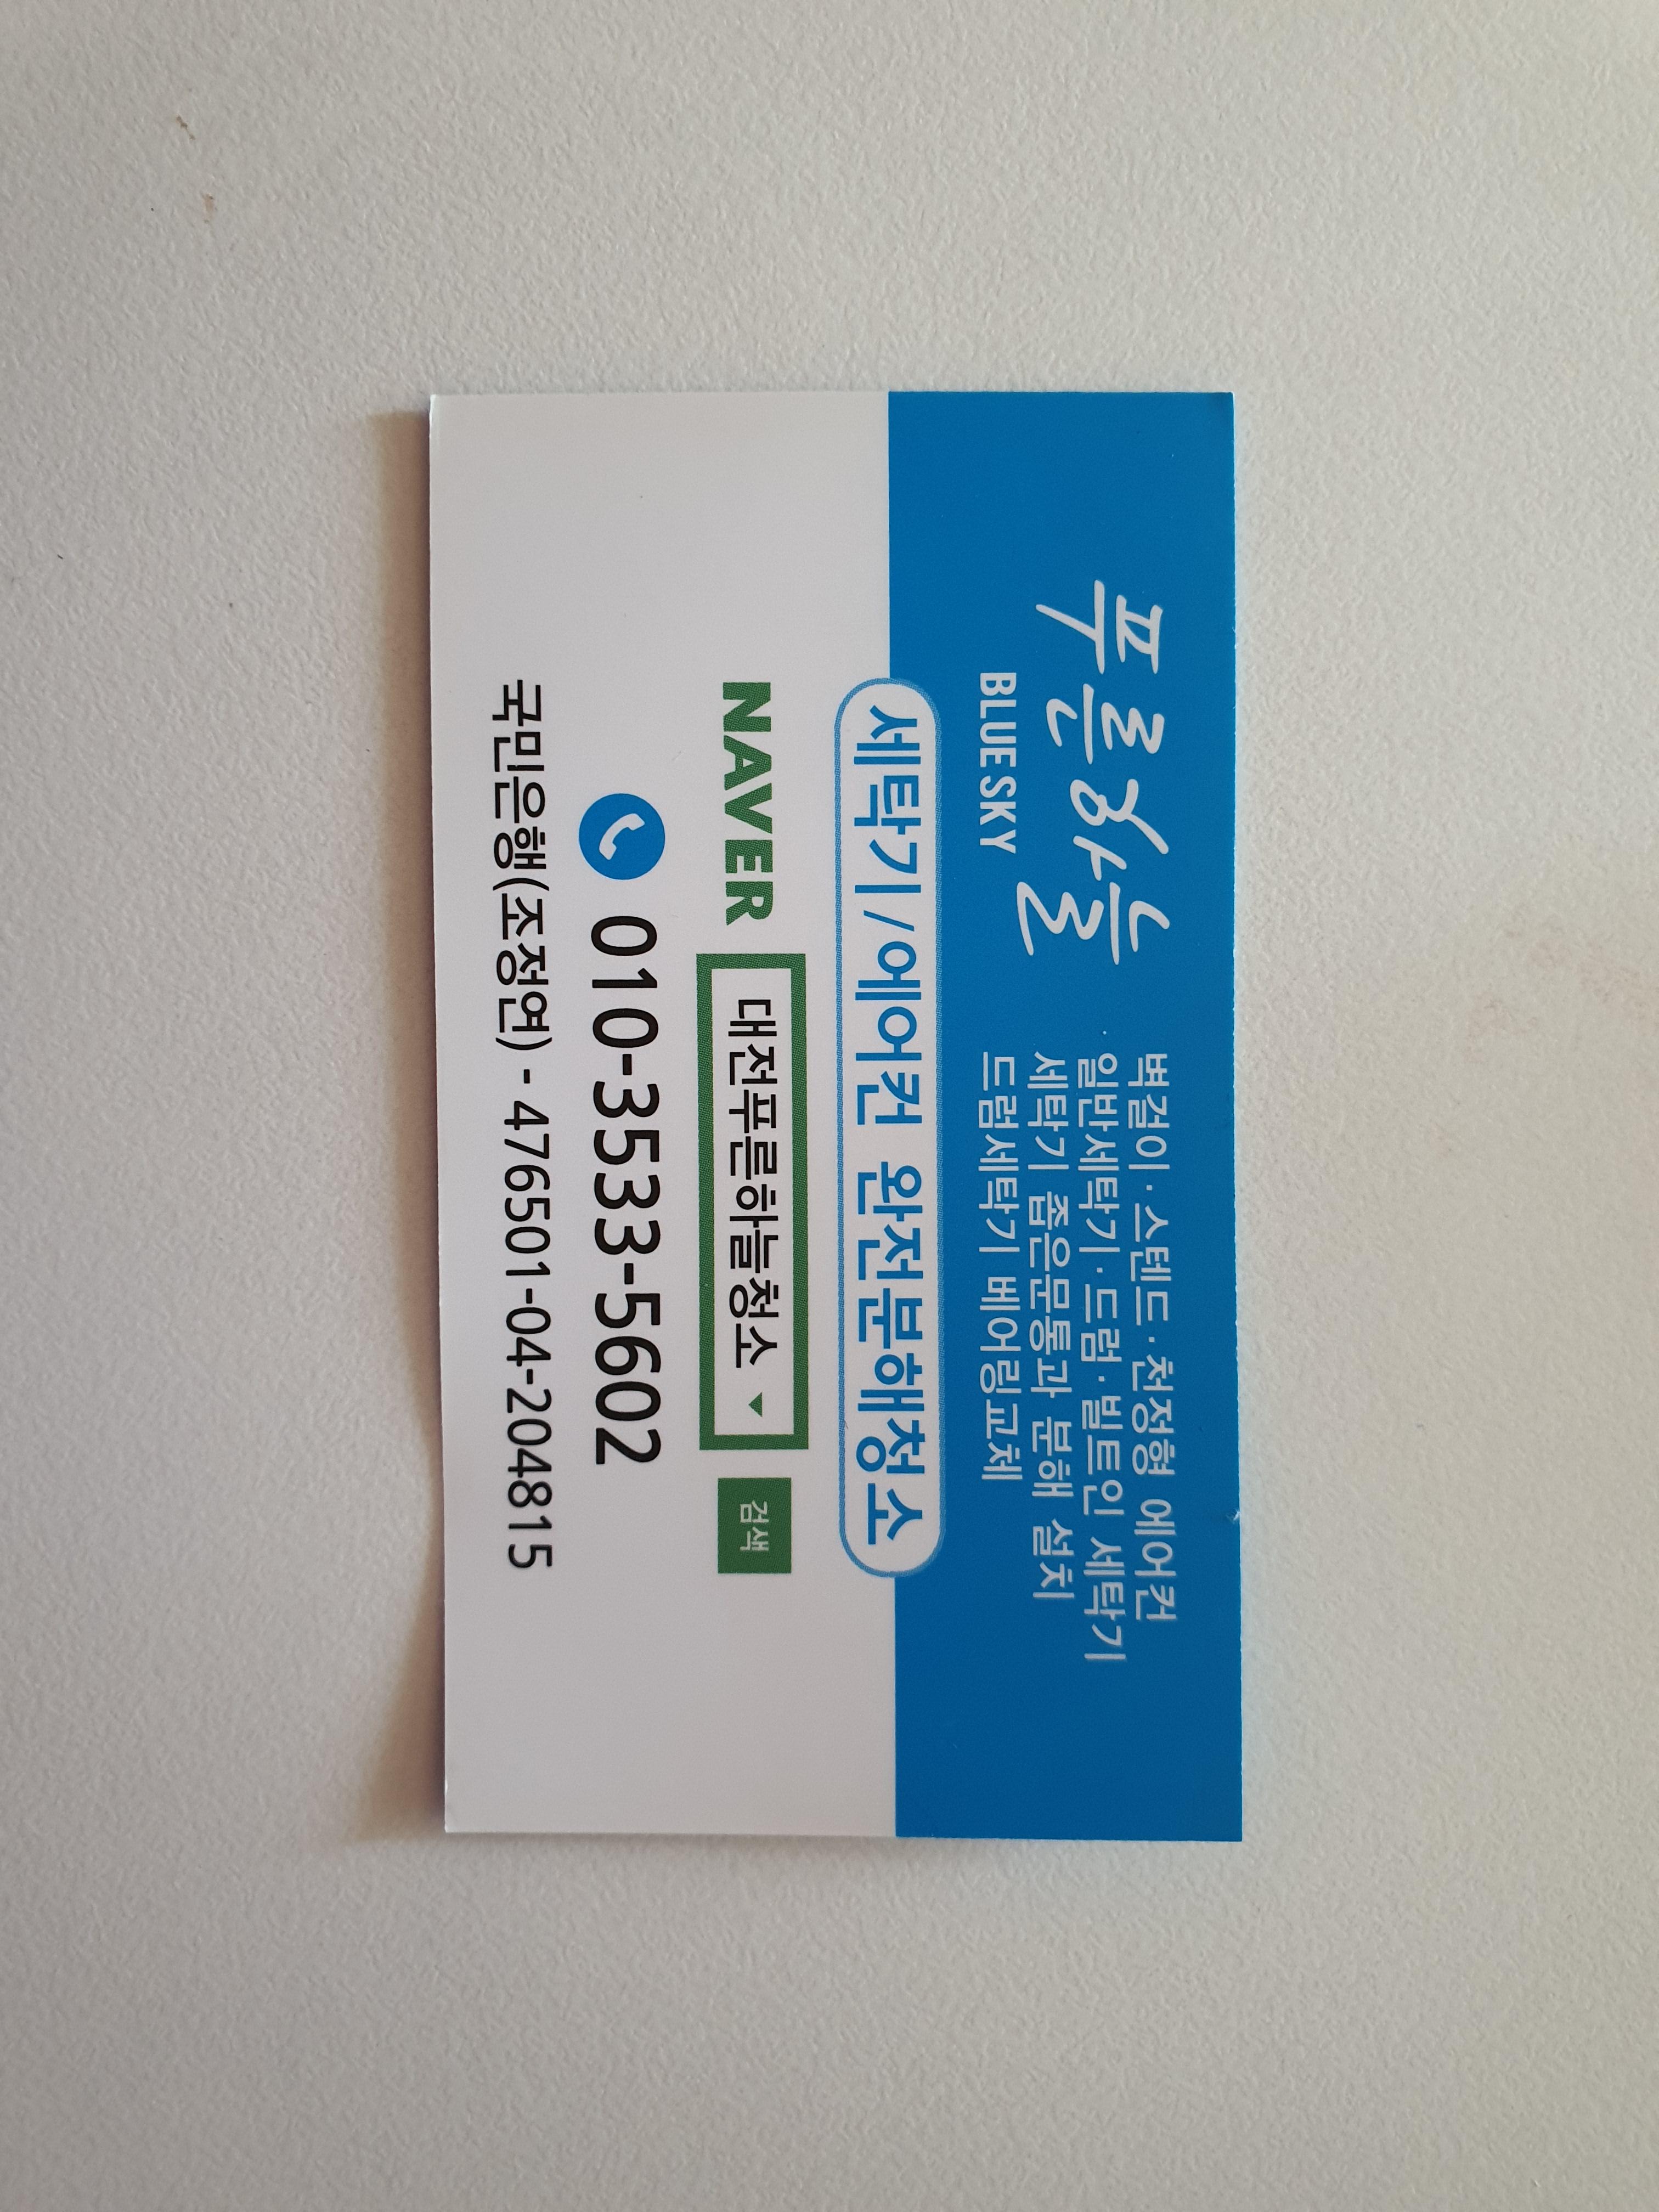 푸른하늘
BLUE SKY
벽걸이·스텐드·천정형 에어컨
일반세탁기·드럼·빌트인 세탁기
세탁기 좁은문통과 분해 설치
드럼세탁기 베어링교체
세탁기/에어컨 완전분해청소
NAVER 대전푸른하늘청소 ▼ 검색
010-3533-5602
국민은행(조정연) - 476501-04-204815